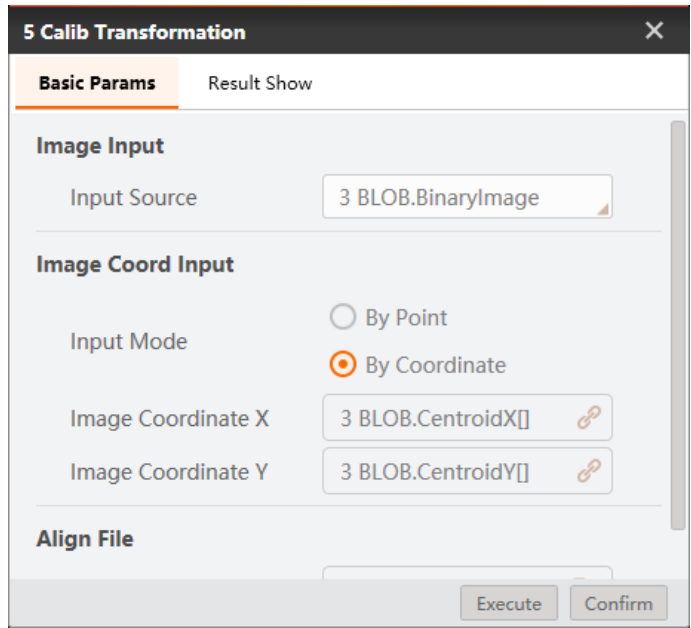 5 Calib Transformation
Basic Params Result Show
Image Input
Input Source 3 BLOB.BinaryImage
Image Coord Input
By Point
Input Mode
By Coordinate
Image Coordinate X 3 BLOB.CentroidX[]
Image Coordinate Y 3 BLOB.CentroidY[]
Align File
Execute Confirm